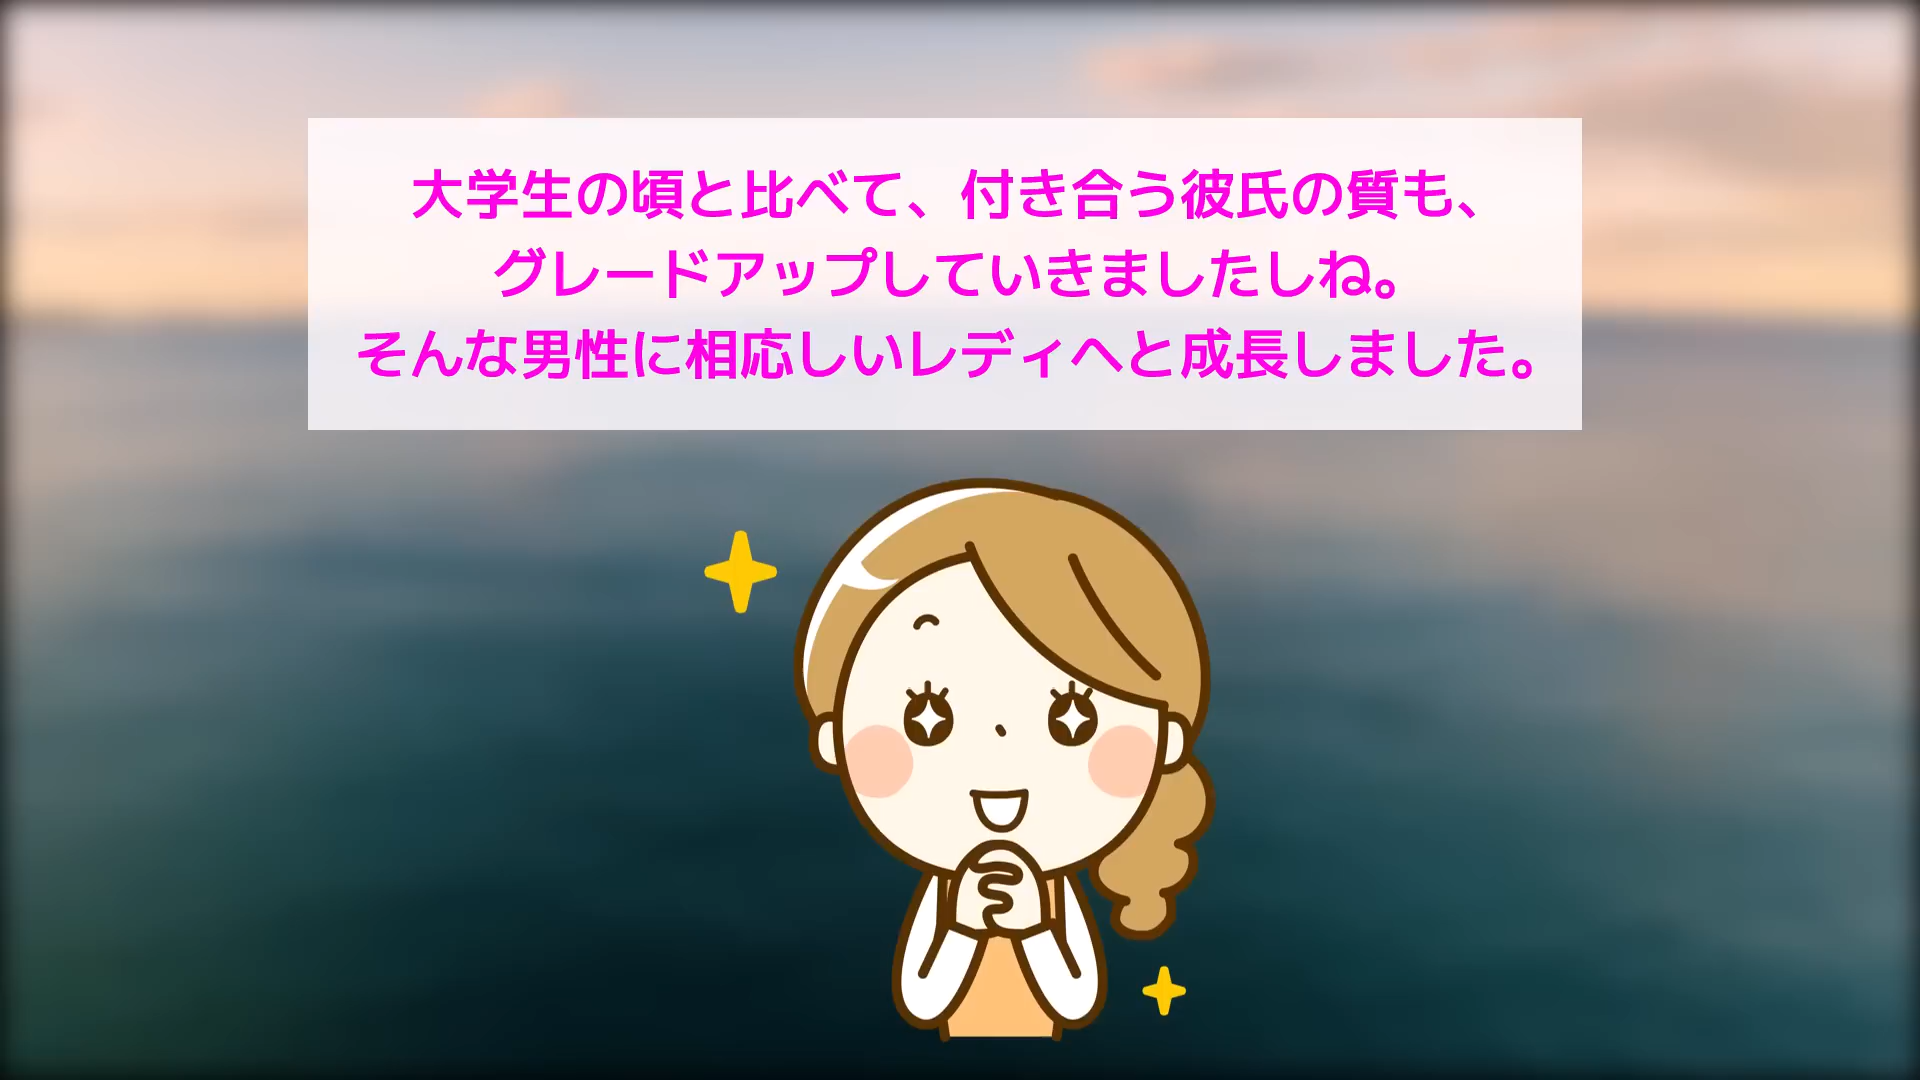 大学生の頃と比べて、付き合う彼氏の質も、
グレードアップしていきましたしね。
そんな男性に相応しいレディへと成長しました。